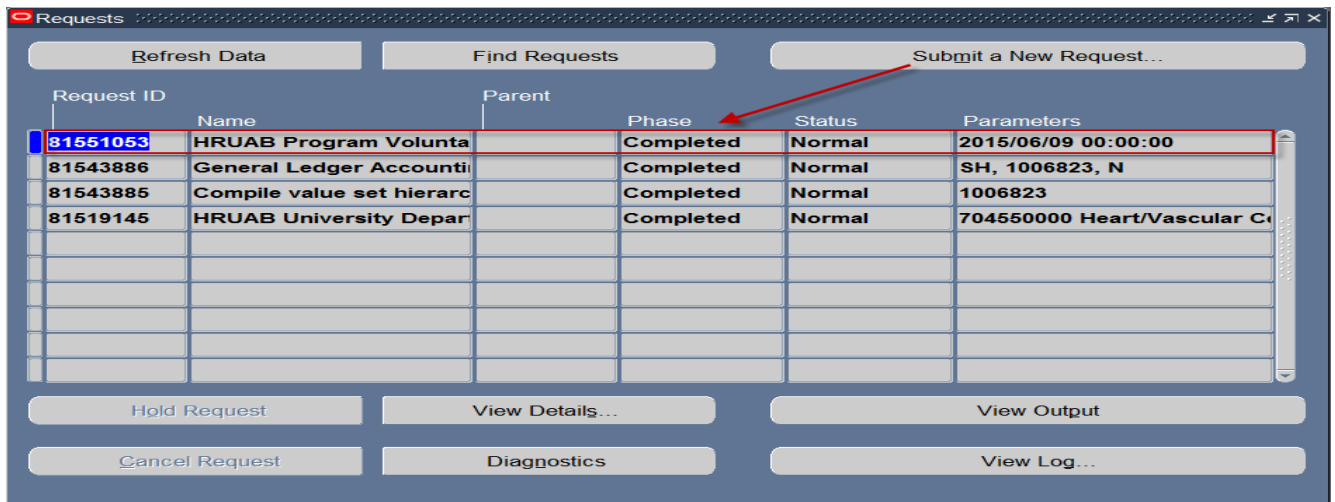 Requests
Refresh Data Find Requests Submit a New Request...
Request ID Parent
Name Phase Status Parameters
81551053 HRUAB Program Volunta Completed Normal 2015/06/09 00:00:00
81543886 General Ledger Accounti Completed Normal SH, 1006823, N
81543885 Compile value set hierarc Completed Normal 1006823
81519145 HRUAB University Depar Completed Normal 704550000 Heart/Vascular C
Hold Request View Details... View Output
Cancel Request Diagnostics View Log...